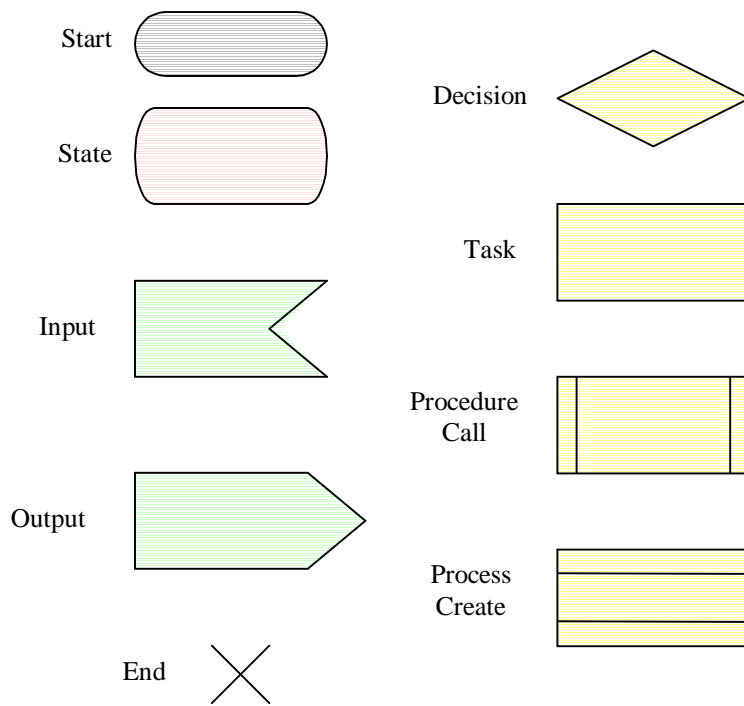 Start
State
Input
Output
End
Decision
Task
Procedure
Call
Process
Create